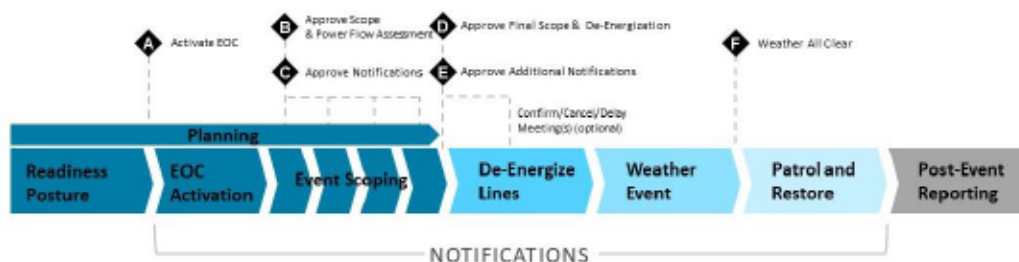 A Activate EOC
B Approve Scope
& Power Flow Assessment
C Approve Notifications
D Approve Final Scope & De-Energization
E Approve Additional Notifications
Confirm/Cancel/Delay
Meeting(s) (optional)
F Weather All Clear
Planning
Readiness
Posture
EOC
Activation
Event Scoping
De-Energize
Lines
Weather
Event
Patrol and
Restore
Post-Event
Reporting
NOTIFICATIONS